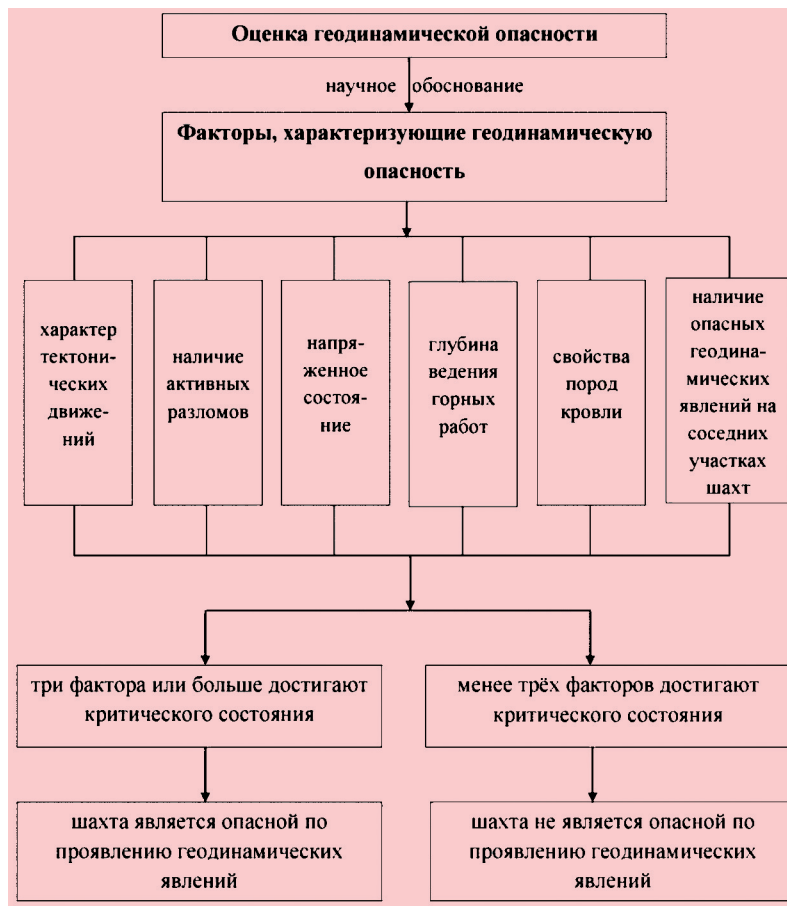 Оценка геодинамической опасности
научное обоснование
Факторы, характеризующие геодинамическую
опасность
характер
тектони-
ческих
движе-
ний
наличие
активных
разломов
напря-
женное
состоя-
ние
глубина
ведения
горных
работ
свойства
пород
кровли
наличие
опасных
геодина-
мических
явлений на
соседних
участках
шахт
три фактора или больше достигают
критического состояния
менее трёх факторов достигают
критического состояния
шахта является опасной по
проявлению геодинамических
явлений
шахта не является опасной по
проявлению геодинамических
явлений